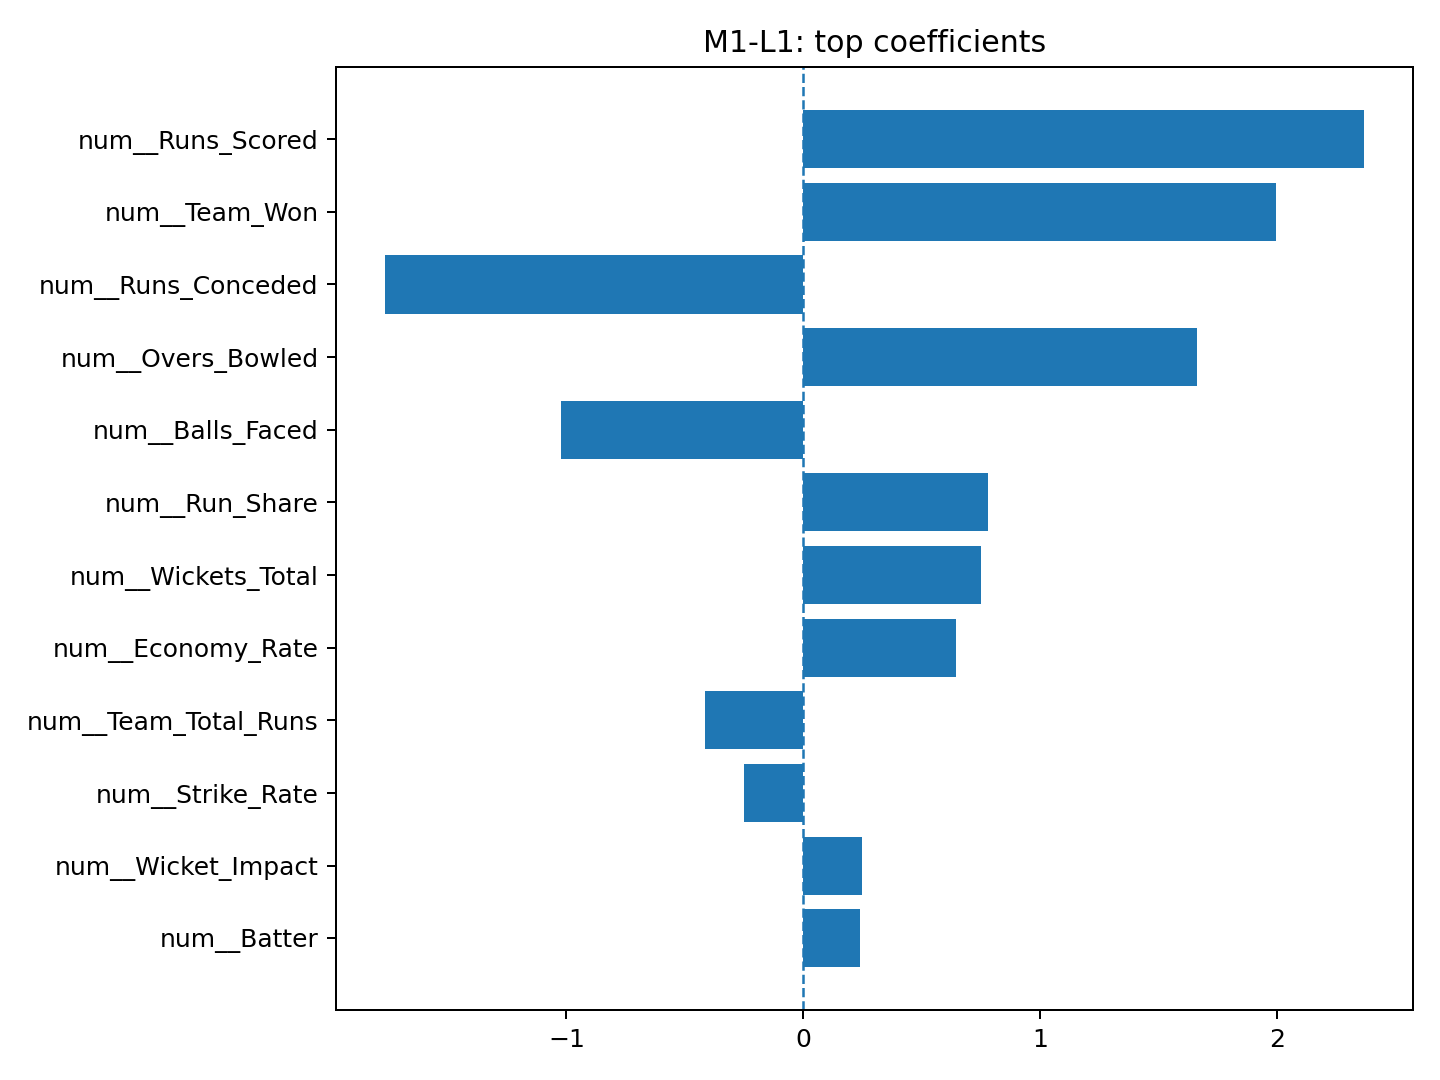 M1-L1: top coefficients
num__Runs_Scored
num__Team_Won
num__Runs_Conceded
num__Overs_Bowled
num__Balls_Faced
num__Run_Share
num__Wickets_Total
num__Economy_Rate
num__Team_Total_Runs
num__Strike_Rate
num__Wicket_Impact
num__Batter
−1 0 1 2